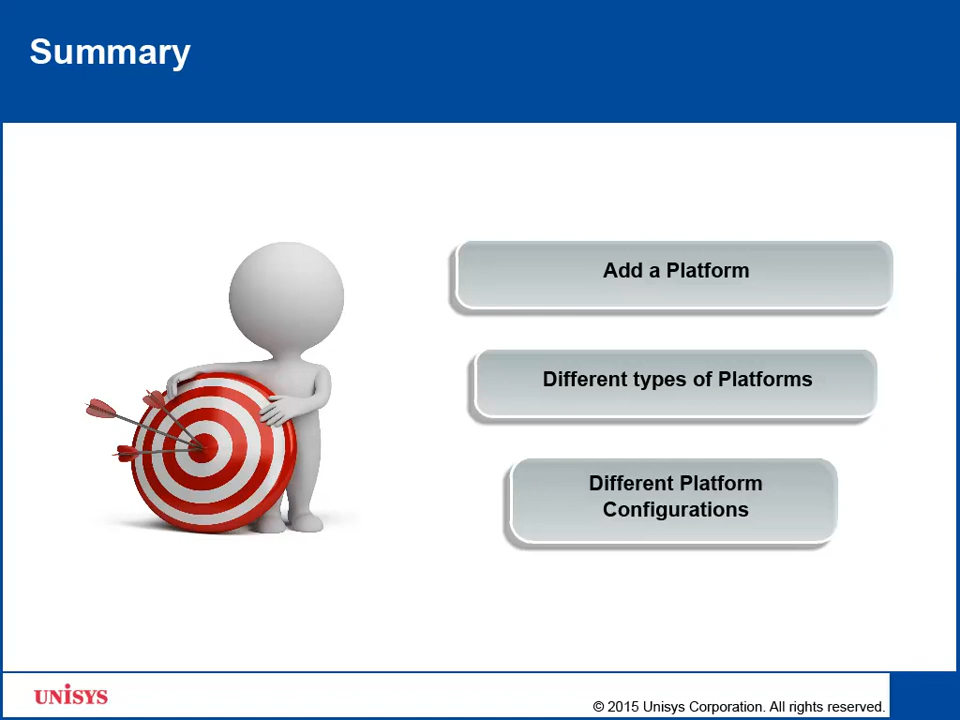 Summary
Add a Platform
Different types of Platforms
Different Platform
Configurations
UNISYS
© 2015 Unisys Corporation. All rights reserved.